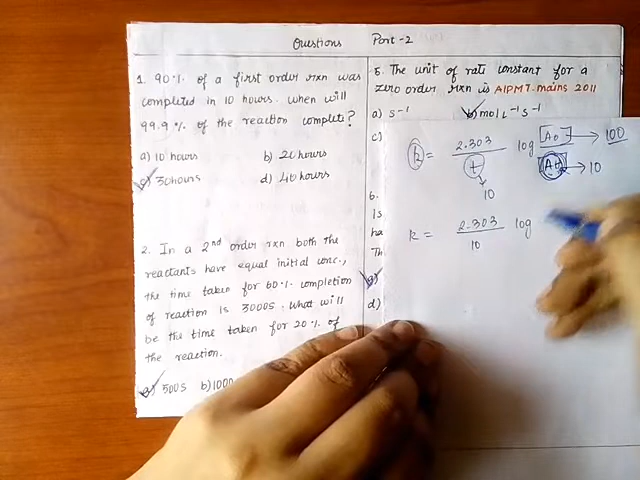 Questions Part-2
1. 90%. of a first order rxn was
completed in 10 hours. When will
99.9 % of the reaction complete?
a) 10 hours b) 20 hours
c) 30 hours d) 40 hours
2. In a 2nd order rxn both the
reactants have equal initial conc.,
the time taken for 60%. completion
of reaction is 3000s. What will
be the time taken for 20%. of
the reaction.
a) 500s b) 1000
5. The unit of rate constant for a
zero order rxn is AIPMT-mains 2011
a) s⁻¹ b) mol L⁻¹ s⁻¹
c)
6.
Is
ha
Th
a)
d)
k = 2.303 / t log [A₀] → 100
[At] → 10
10
k = 2.303 / 10 log